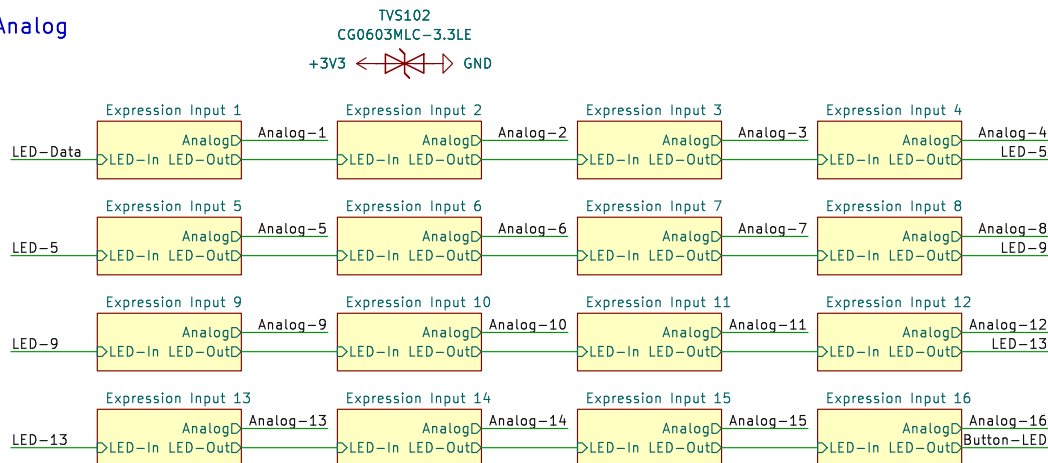 Analog
TVS102
CG0603MLC-3.3LE
+3V3 GND
Expression Input 1 Expression Input 2 Expression Input 3 Expression Input 4
Analog Analog-1 Analog Analog-2 Analog Analog-3 Analog Analog-4
LED-Data LED-In LED-Out LED-In LED-Out LED-In LED-Out LED-In LED-Out LED-5
Expression Input 5 Expression Input 6 Expression Input 7 Expression Input 8
Analog Analog-5 Analog Analog-6 Analog Analog-7 Analog Analog-8
LED-5 LED-In LED-Out LED-In LED-Out LED-In LED-Out LED-In LED-Out LED-9
Expression Input 9 Expression Input 10 Expression Input 11 Expression Input 12
Analog Analog-9 Analog Analog-10 Analog Analog-11 Analog Analog-12
LED-9 LED-In LED-Out LED-In LED-Out LED-In LED-Out LED-In LED-Out LED-13
Expression Input 13 Expression Input 14 Expression Input 15 Expression Input 16
Analog Analog-13 Analog Analog-14 Analog Analog-15 Analog Analog-16
LED-13 LED-In LED-Out LED-In LED-Out LED-In LED-Out LED-In LED-Out Button-LED